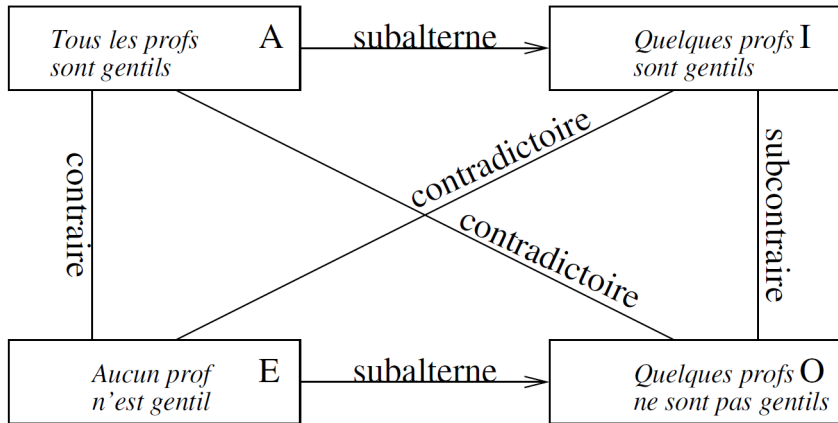 Tous les profs
sont gentils
A
subalterne
Quelques profs
sont gentils
I
contraire
contradictoire
contradictoire
subcontraire
Aucun prof
n'est gentil
E
subalterne
Quelques profs
ne sont pas gentils
O